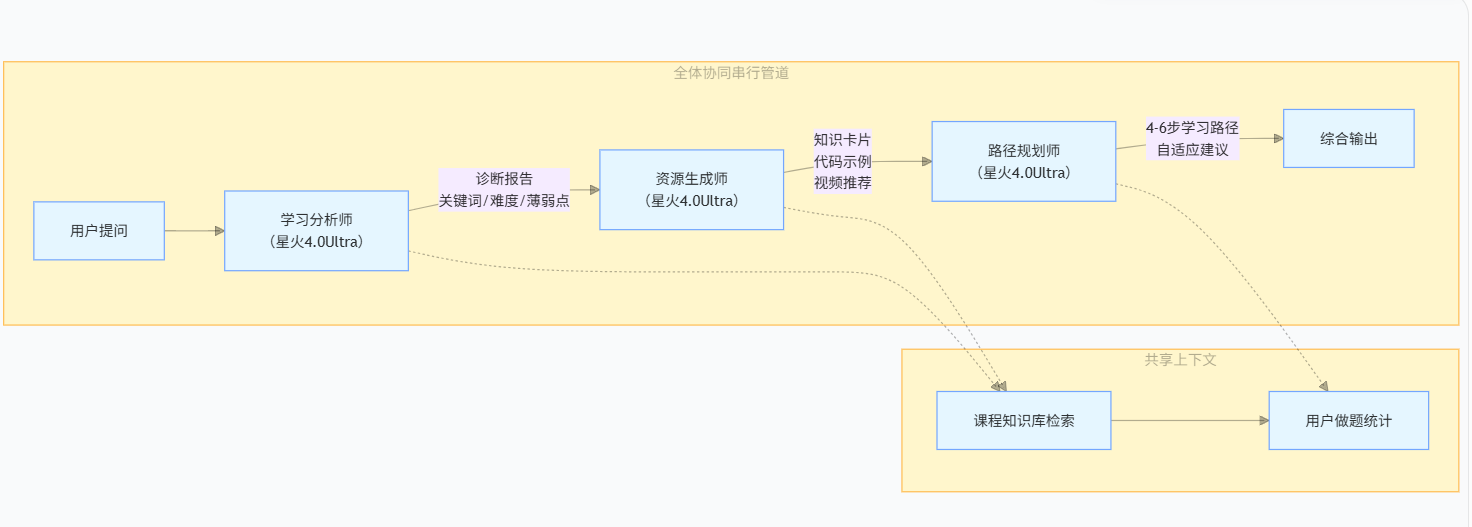 全体协同串行管道
用户提问
学习分析师
（星火4.0Ultra）
诊断报告
关键词/难度/薄弱点
资源生成师
（星火4.0Ultra）
知识卡片
代码示例
视频推荐
路径规划师
（星火4.0Ultra）
4-6步学习路径
自适应建议
综合输出
共享上下文
课程知识库检索
用户做题统计